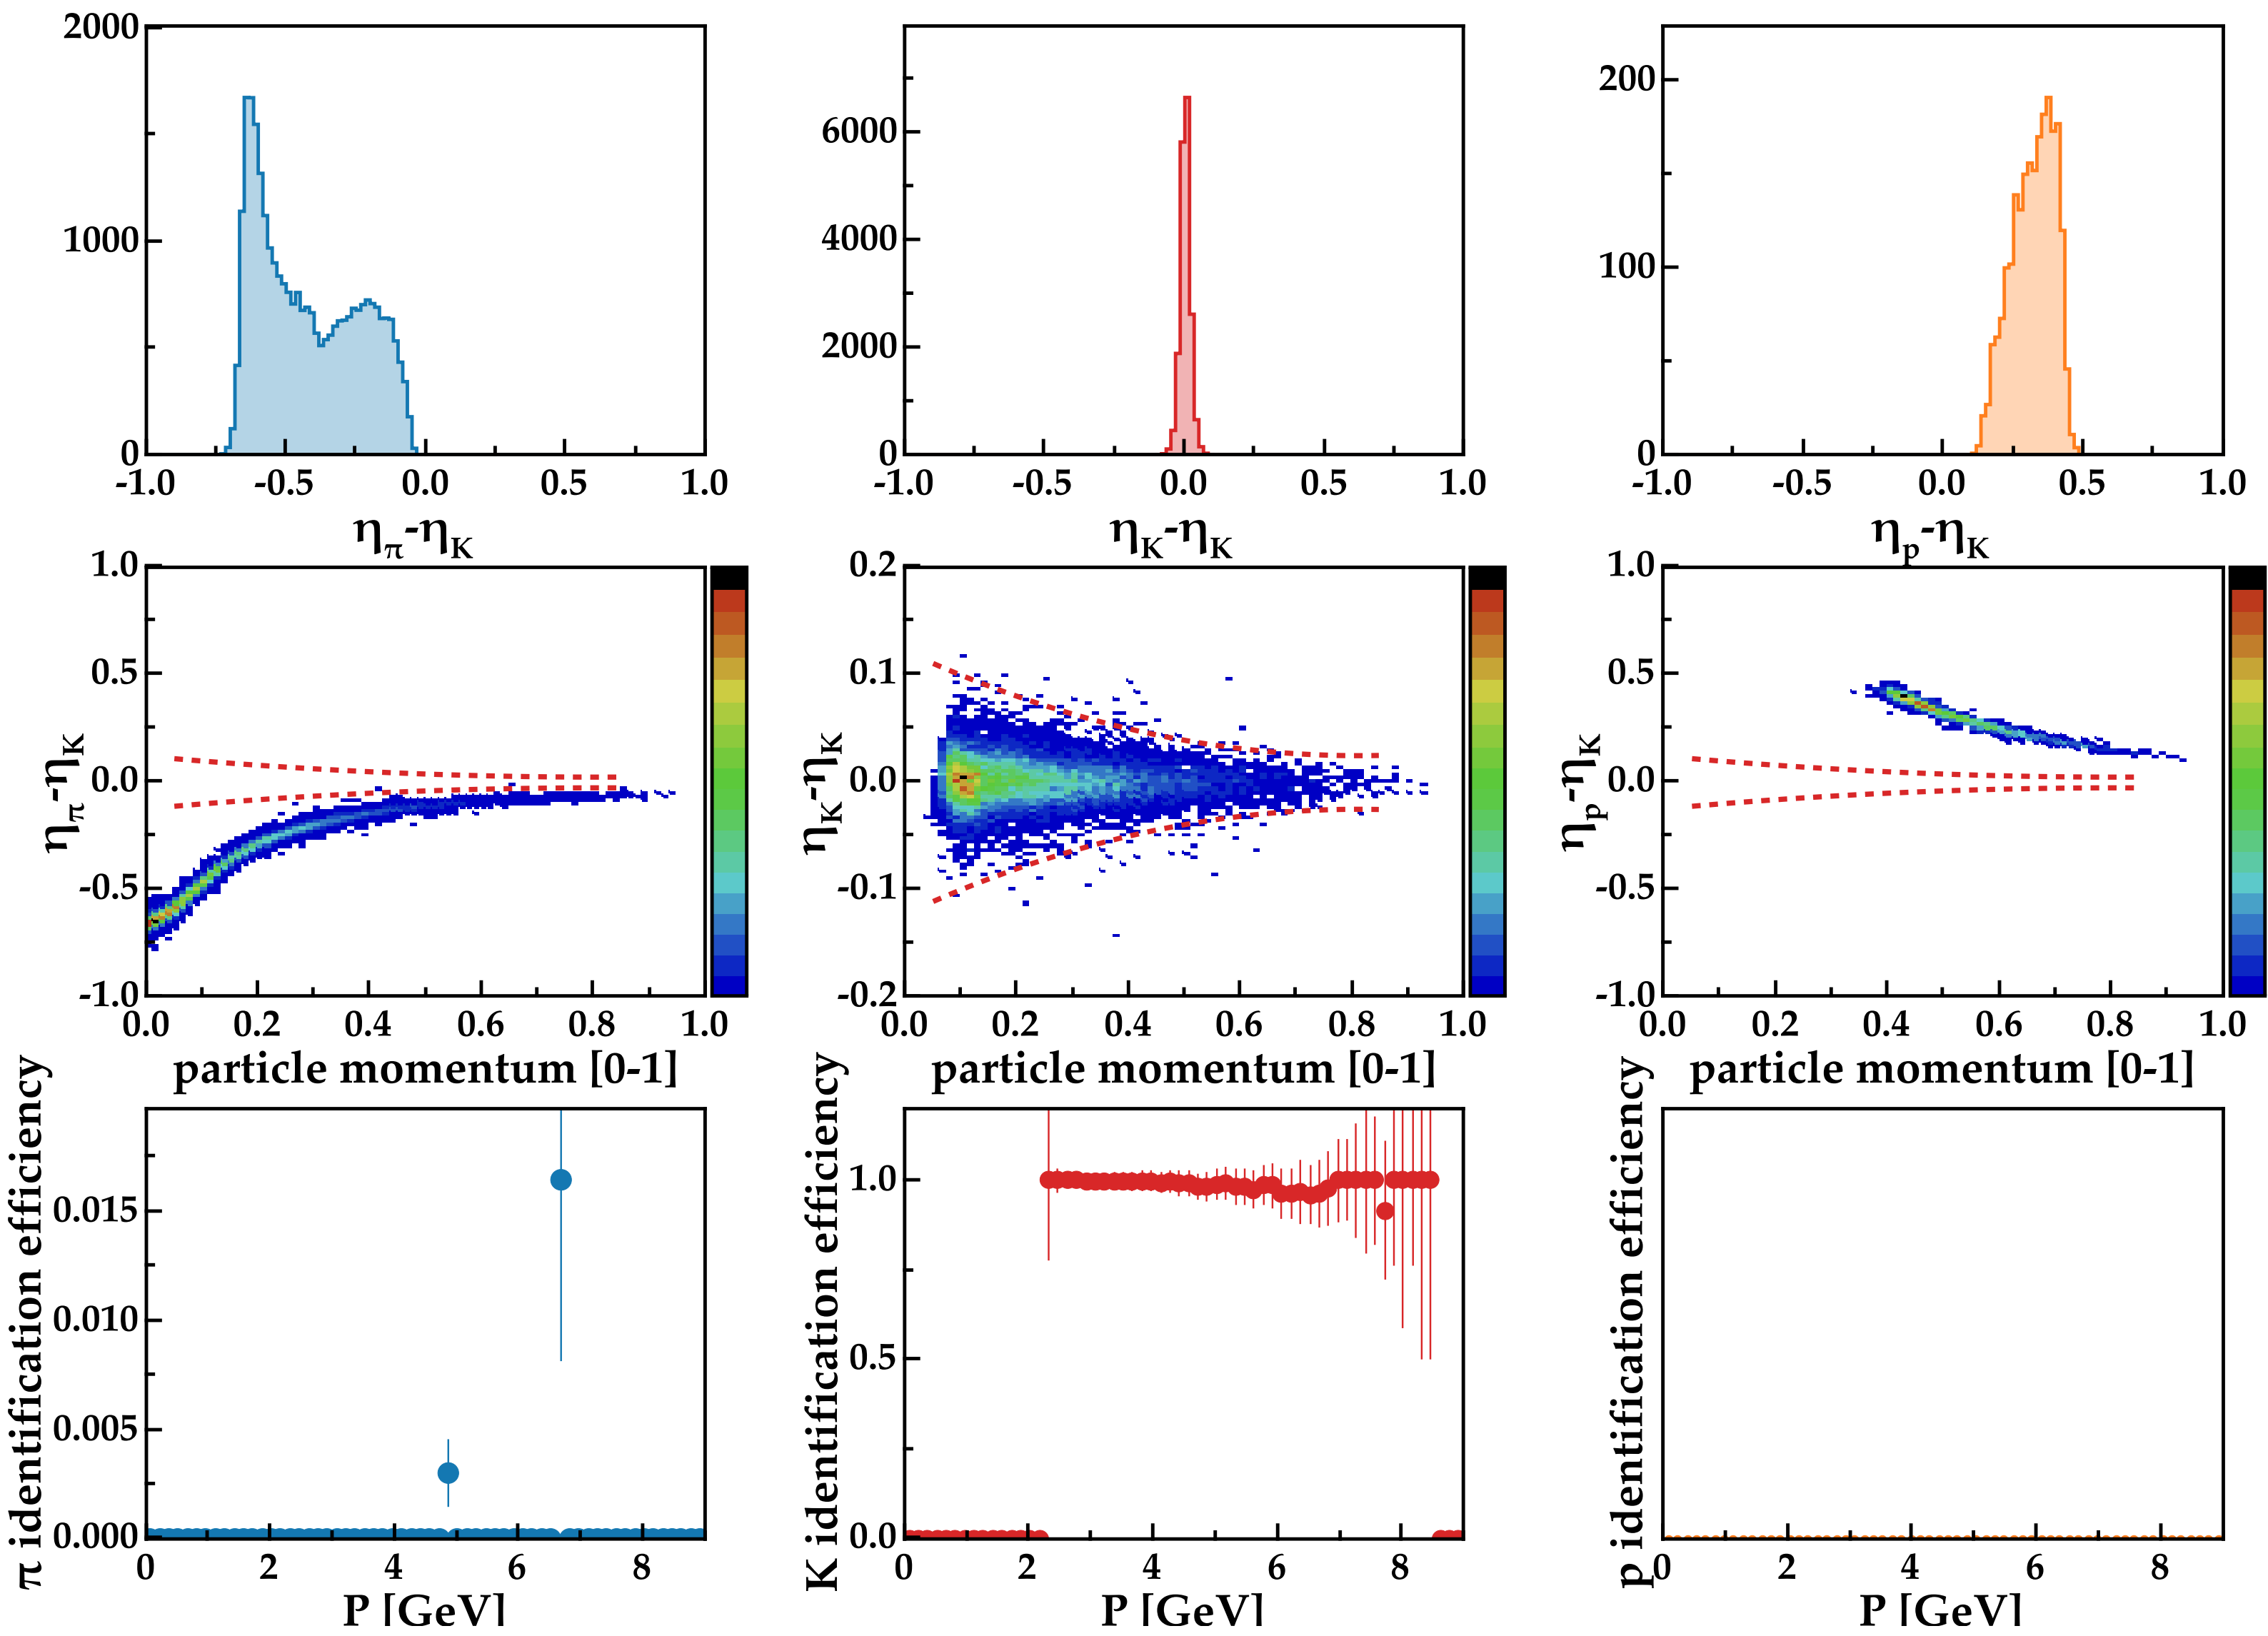 2000
1000
0
-1.0 -0.5 0.0 0.5 1.0
ηπ-ηK
6000
4000
2000
0
-1.0 -0.5 0.0 0.5 1.0
ηK-ηK
200
100
0
-1.0 -0.5 0.0 0.5 1.0
ηp-ηK
1.0
0.5
0.0
-0.5
-1.0
ηπ-ηK
0.0 0.2 0.4 0.6 0.8 1.0
particle momentum [0-1]
0.2
0.1
0.0
-0.1
-0.2
ηK-ηK
0.0 0.2 0.4 0.6 0.8 1.0
particle momentum [0-1]
1.0
0.5
0.0
-0.5
-1.0
ηp-ηK
0.0 0.2 0.4 0.6 0.8 1.0
particle momentum [0-1]
π identification efficiency
0.015
0.010
0.005
0.000
0 2 4 6 8
P [GeV]
K identification efficiency
1.0
0.5
0.0
0 2 4 6 8
P [GeV]
p identification efficiency
0 2 4 6 8
P [GeV]